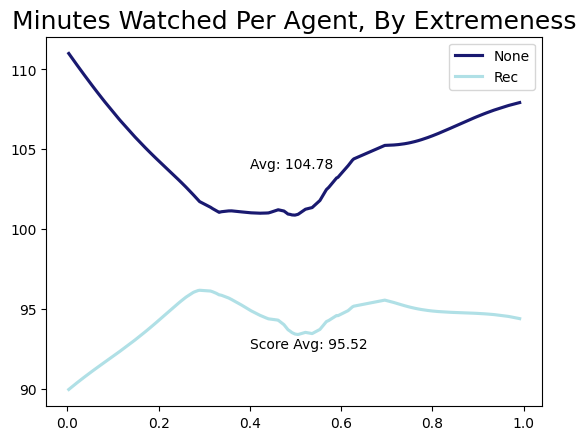 Minutes Watched Per Agent, By Extremeness
None
Rec
110
105
100
95
90
Avg: 104.78
Score Avg: 95.52
0.0 0.2 0.4 0.6 0.8 1.0